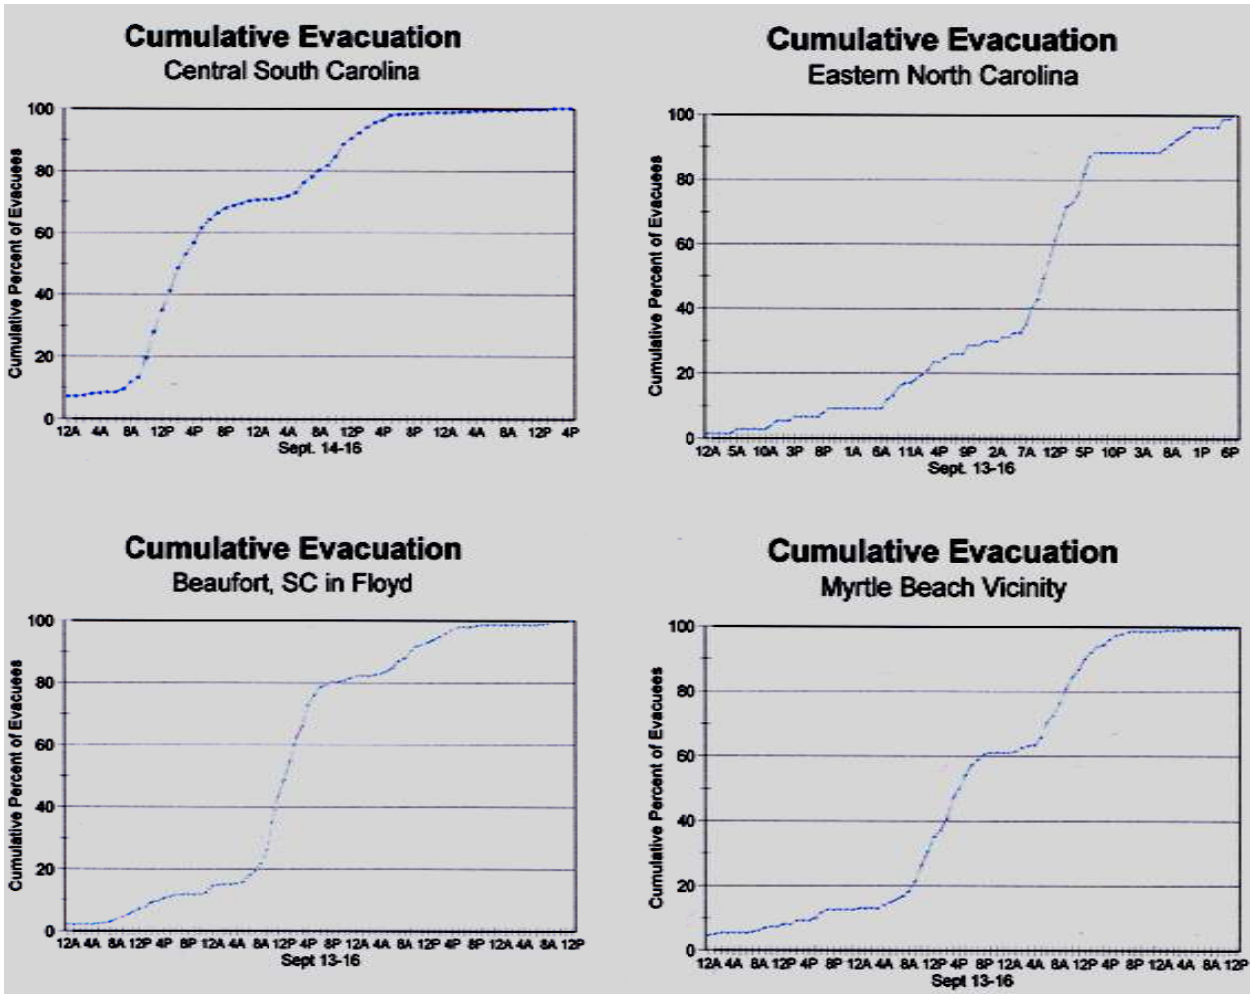 Cumulative Evacuation
Central South Carolina
Cumulative Percent of Evacuees
100
80
60
40
20
0
12A 4A 8A 12P 4P 8P 12A 4A 8A 12P 4P 12A 4A 8A 12P 4P
Sept. 14-16
Cumulative Evacuation
Eastern North Carolina
Cumulative Percent of Evacuees
100
80
60
40
20
0
12A 5A 10A 3P 8P 1A 6A 11A 4P 9P 2A 7A 12P 5P 10P 3A 8A 1P 6P
Sept. 13-16
Cumulative Evacuation
Beaufort, SC in Floyd
Cumulative Percent of Evacuees
100
80
60
40
20
0
12A 4A 8A 12P 4P 8P 12A 4A 8A 12P 4P 12A 4A 8A 12P 4P 8P 12A 4A 8A 12P
Sept 13-16
Cumulative Evacuation
Myrtle Beach Vicinity
Cumulative Percent of Evacuees
100
80
60
40
20
0
12A 4A 8A 12P 4P 8P 12A 4A 8A 12P 4P 8P 12A 4A 8A 12P 4P 8P 12A 4A 8A 12P
Sept 13-16